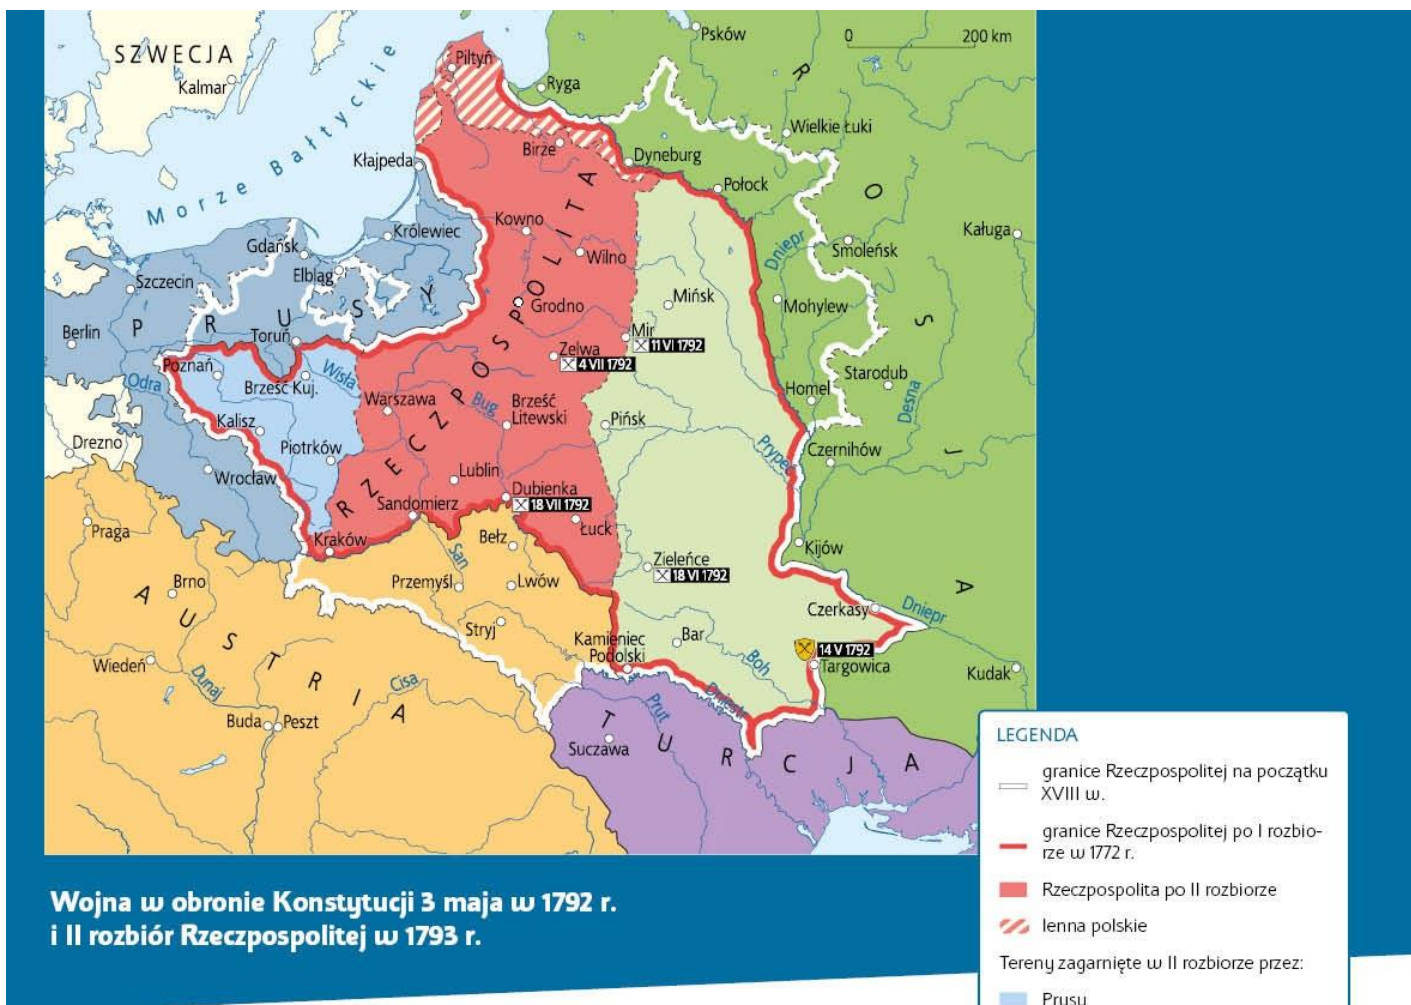 SZWECJA
Kalmar
Morze Bałtyckie
Piltyń
Ryga
Psków
0 200 km
Wielkie Łuki
Birże
Dyneburg
Połock
Kłajpeda
ROSJA
Kaługa
Smoleńsk
Dniepr
Kowno
Wilno
Królewiec
Gdańsk
Elbląg
Szczecin
Berlin
PRUSY
Toruń
Grodno
Mińsk
Mohylew
Mir
11 VI 1792
Zelwa
4 VII 1792
RZECZPOSPOLITA
Poznań
Odra
Brześć Kuj.
Wisła
Warszawa
Bug
Brześć
Litewski
Pińsk
Homel
Starodub
Desna
Kalisz
Piotrków
Drezno
Wrocław
Prypeć
Czernihów
Lublin
Dubienka
18 VII 1792
Sandomierz
Łuck
Praga
Kraków
San
Bełz
Kijów
Zieleńce
18 VI 1792
Przemyśl
Lwów
Brno
AUSTRIA
Czerkasy
Dniepr
Stryj
Kamieniec
Podolski
Bar
Boh
14 V 1792
Targowica
Kudak
Wiedeń
Dunaj
Cisa
Buda
Peszt
Suczawa
Prut
Dniestr
TURCJA
Wojna w obronie Konstytucji 3 maja w 1792 r.
i II rozbiór Rzeczpospolitej w 1793 r.
LEGENDA
granice Rzeczpospolitej na początku
XVIII w.
granice Rzeczpospolitej po I rozbio-
rze w 1772 r.
Rzeczpospolita po II rozbiorze
lenna polskie
Tereny zagarnięte w II rozbiorze przez:
Prusy